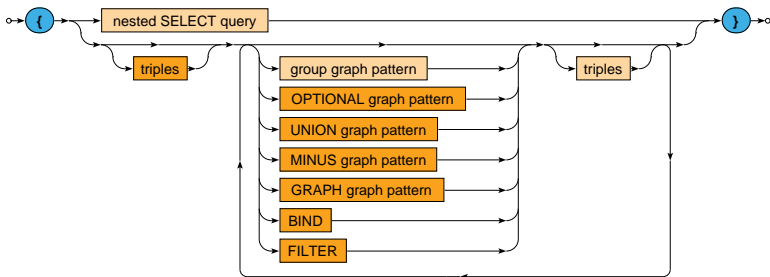 { nested SELECT query }
triples group graph pattern triples
OPTIONAL graph pattern
UNION graph pattern
MINUS graph pattern
GRAPH graph pattern
BIND
FILTER